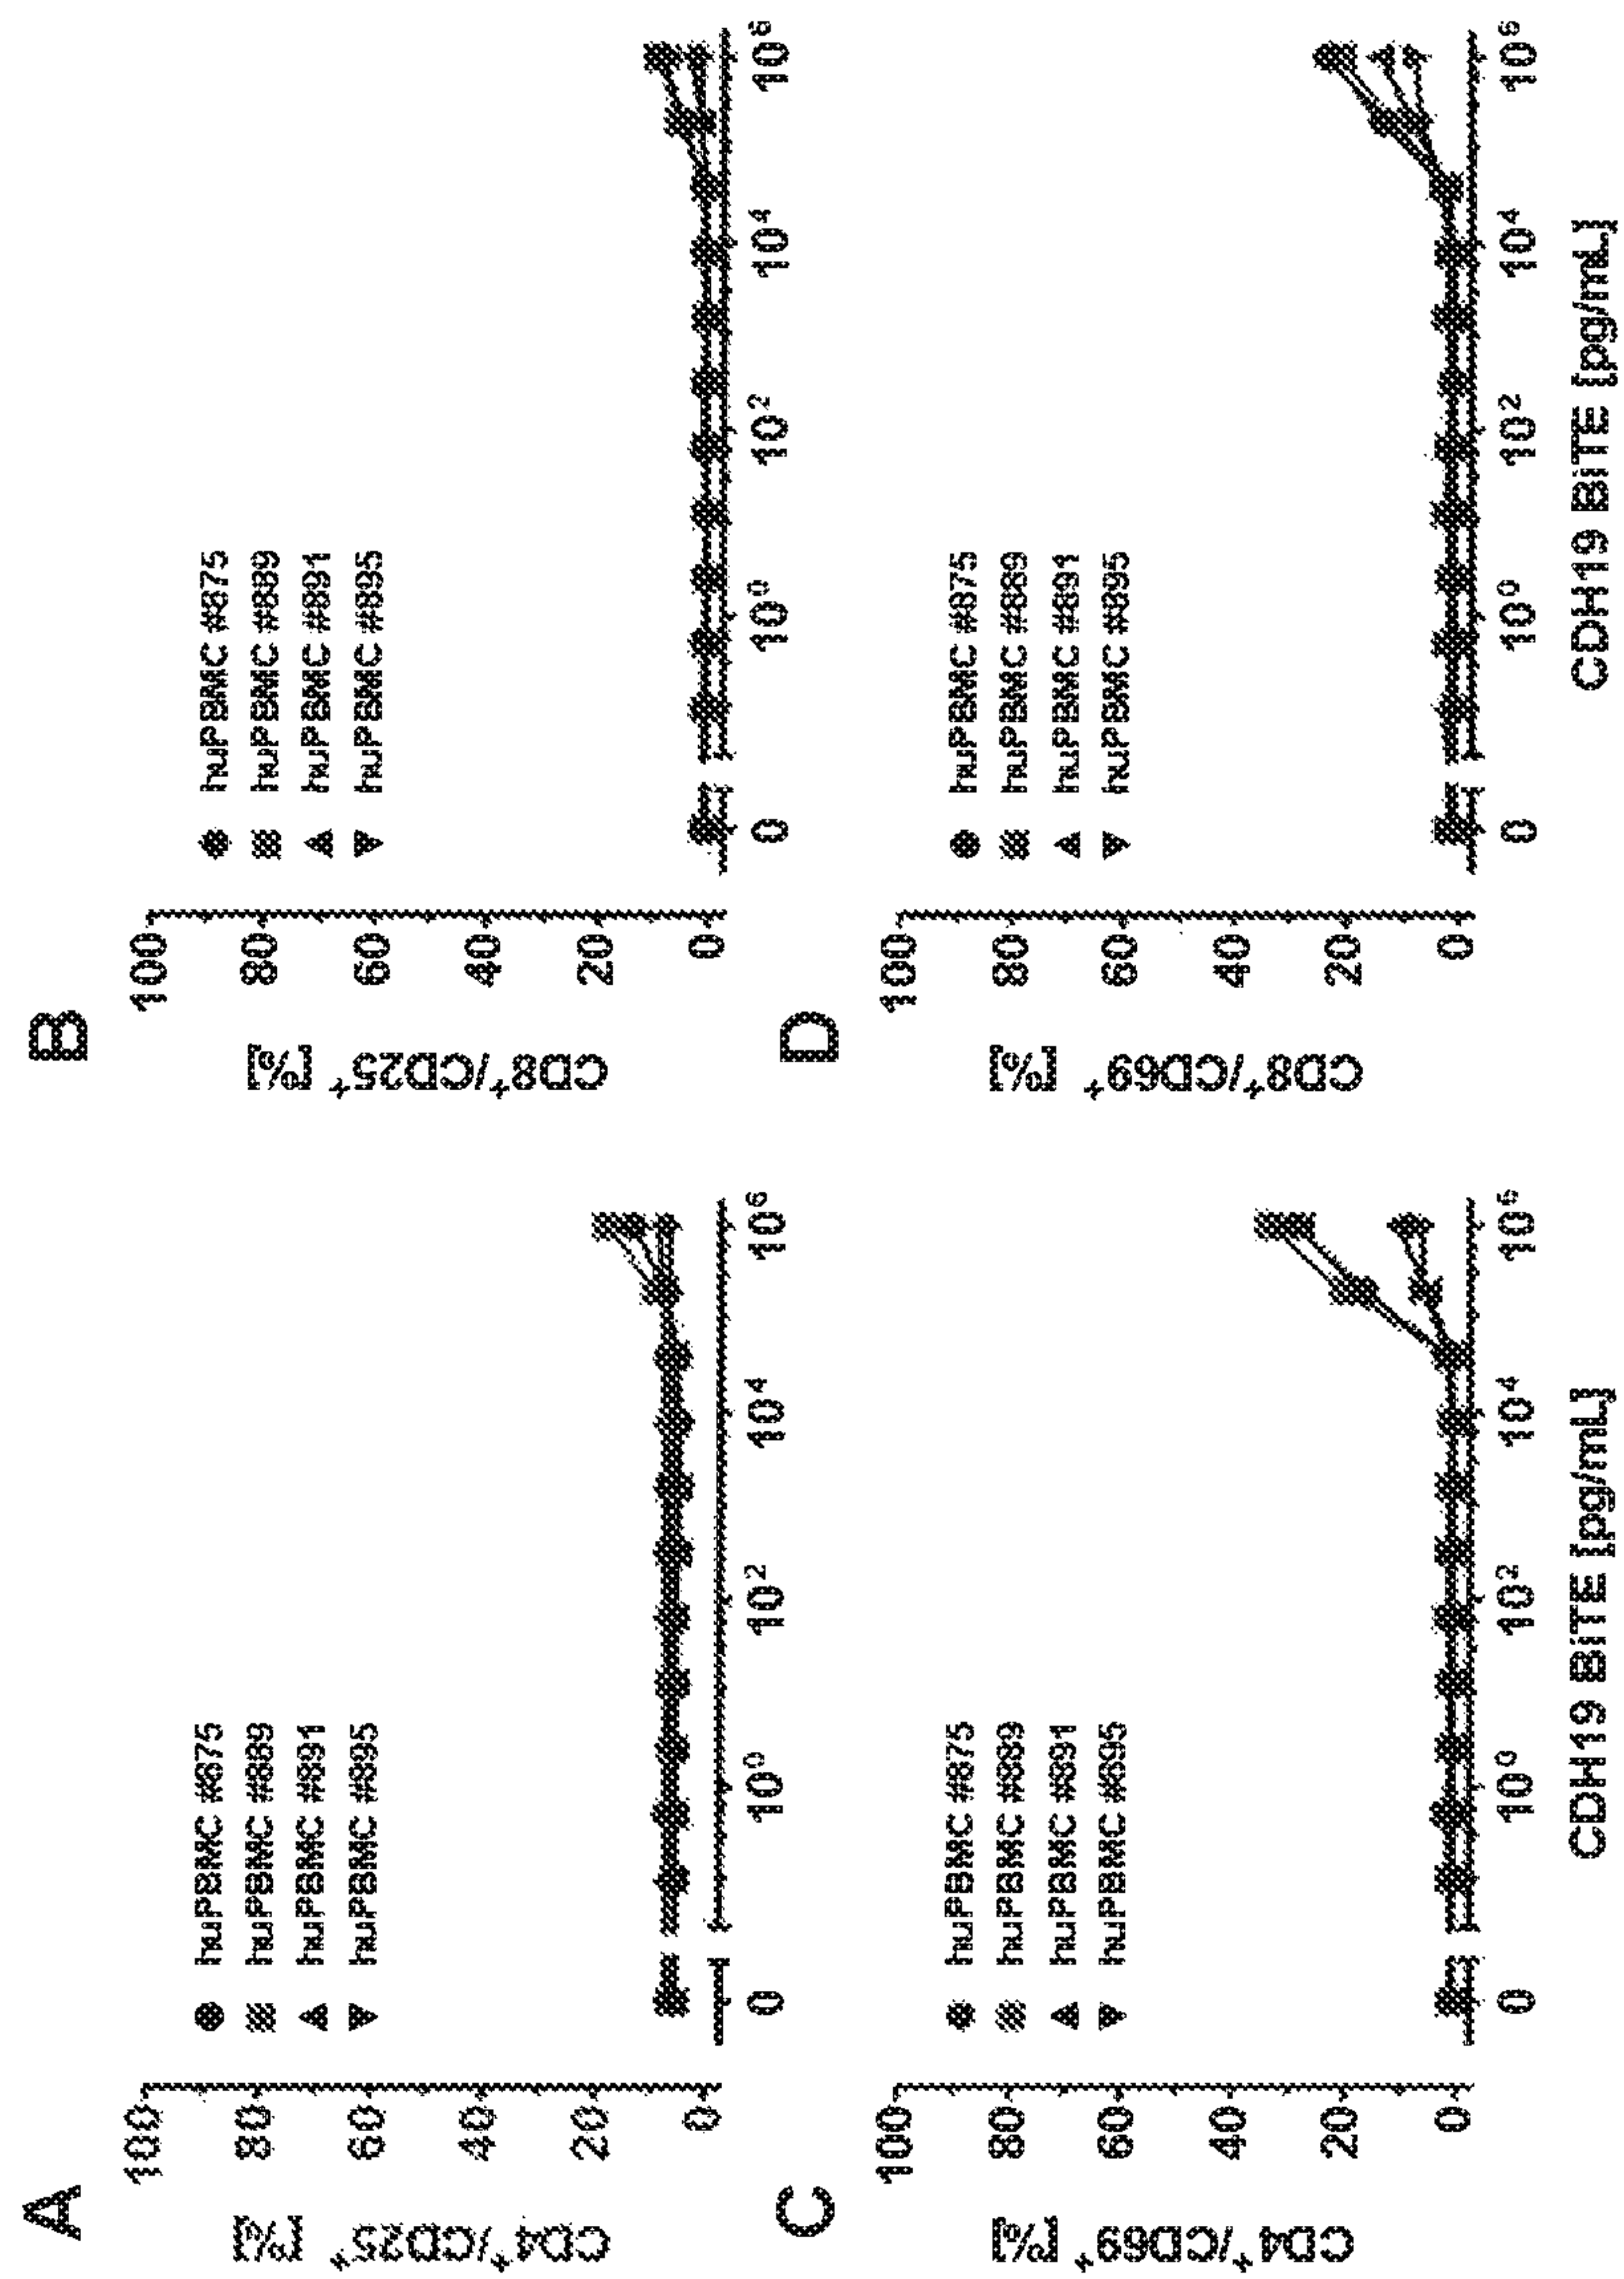 A
CD4⁺/CD25⁺ [%]
100
80
60
40
20
0
huPBMC #875
huPBMC #889
huPBMC #891
huPBMC #895
0
10⁰
10²
10⁴
10⁶
B
CD8⁺/CD25⁺ [%]
100
80
60
40
20
0
huPBMC #875
huPBMC #889
huPBMC #891
huPBMC #895
0
10⁰
10²
10⁴
10⁶
C
CD4⁺/CD69⁺ [%]
100
80
60
40
20
0
huPBMC #875
huPBMC #889
huPBMC #891
huPBMC #895
0
10⁰
10²
10⁴
10⁶
CDH19 BiTE [pg/mL]
D
CD8⁺/CD69⁺ [%]
100
80
60
40
20
0
huPBMC #875
huPBMC #889
huPBMC #891
huPBMC #895
0
10⁰
10²
10⁴
10⁶
CDH19 BiTE [pg/mL]